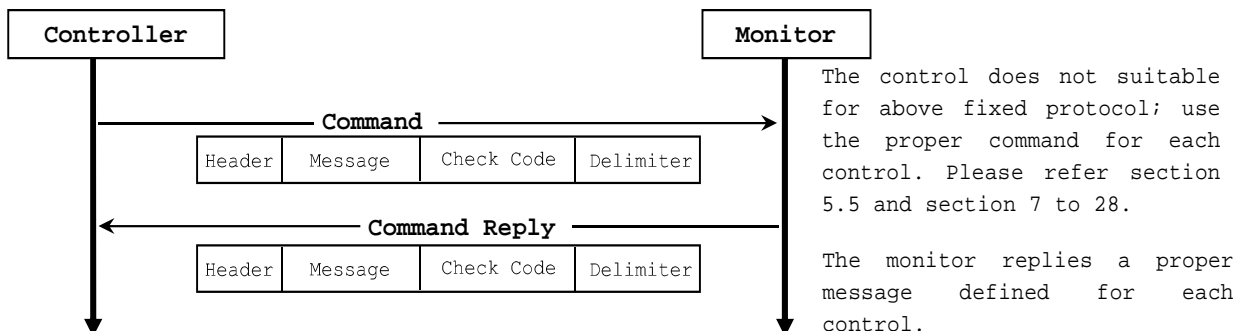 Controller
Monitor
Command
Header Message Check Code Delimiter
Command Reply
Header Message Check Code Delimiter
The control does not suitable
for above fixed protocol; use
the proper command for each
control. Please refer section
5.5 and section 7 to 28.
The monitor replies a proper
message defined for each
control.